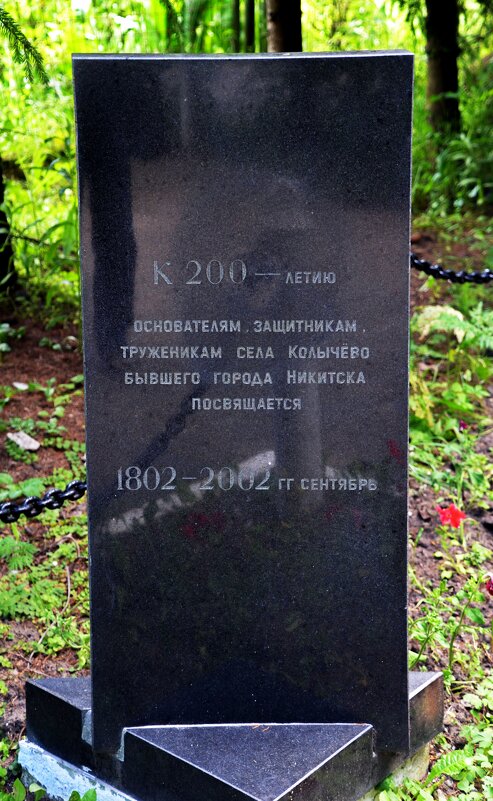 К 200—ЛЕТИЮ
ОСНОВАТЕЛЯМ, ЗАЩИТНИКАМ,
ТРУЖЕНИКАМ СЕЛА КОЛЫЧЁВО
БЫВШЕГО ГОРОДА НИКИТСКА
ПОСВЯЩАЕТСЯ
1802-2002 ГГ СЕНТЯБРЬ